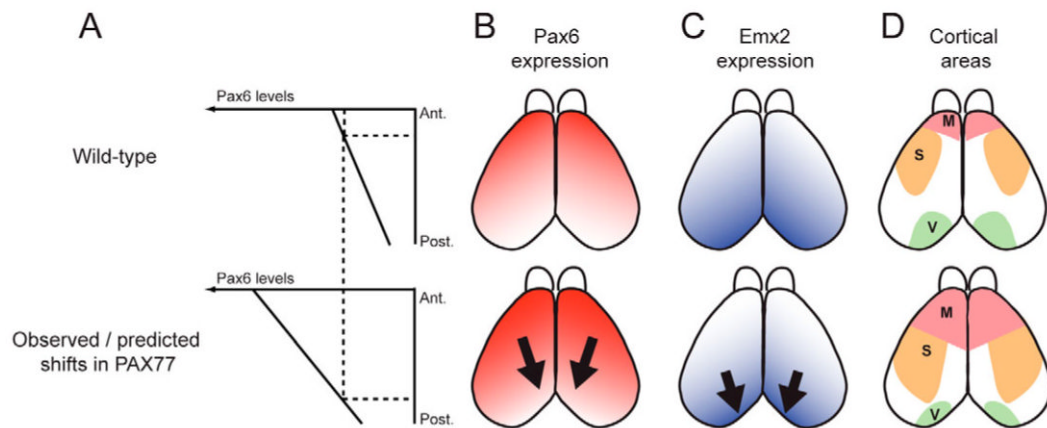 A
B
C
D
Pax6
expression
Emx2
expression
Cortical
areas
Pax6 levels
Ant.
Wild-type
Post.
M
S
V
Pax6 levels
Ant.
Observed / predicted
shifts in PAX77
Post.
M
S
V